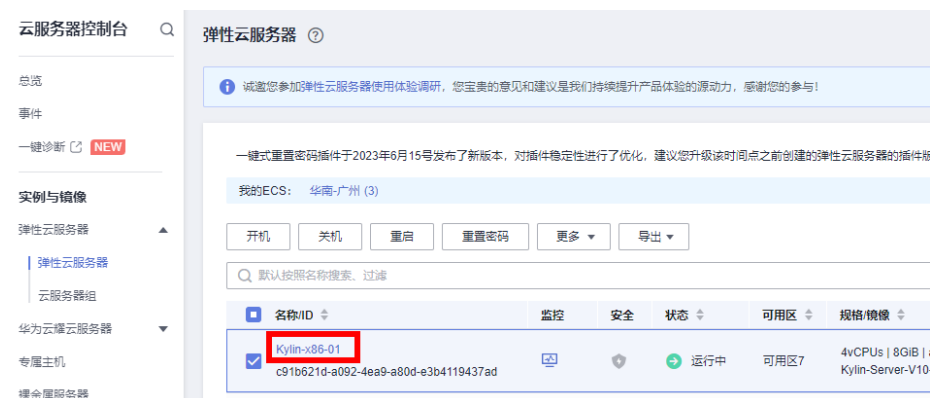 云服务器控制台
总览
事件
一键诊断 NEW
实例与镜像
弹性云服务器
弹性云服务器
云服务器组
华为云耀云服务器
专属主机
裸金属服务器
弹性云服务器
诚邀您参加弹性云服务器使用体验调研，您宝贵的意见和建议是我们持续提升产品体验的源动力，感谢您的参与!
一键式重置密码插件于2023年6月15号发布了新版本，对插件稳定性进行了优化，建议您升级该时间点之前创建的弹性云服务器的插件版
我的ECS： 华南-广州 (3)
开机 关机 重启 重置密码 更多 导出
默认按照名称搜索、过滤
名称/ID 监控 安全 状态 可用区 规格/镜像
Kylin-x86-01
c91b621d-a092-4ea9-a80d-e3b4119437ad
运行中 可用区7
4vCPUs | 8GiB |
Kylin-Server-V10-